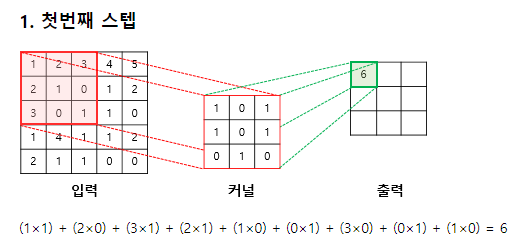 1. 첫번째 스텝
1 2 3 4 5
2 1 0 1 2
3 0 1 1 0
1 4 1 1 2
2 1 1 0 0
1 0 1
1 0 1
0 1 0
6
입력 커널 출력
(1×1) + (2×0) + (3×1) + (2×1) + (1×0) + (0×1) + (3×0) + (0×1) + (1×0) = 6